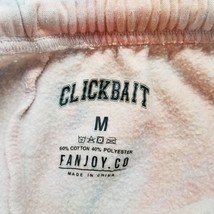 CLICKBAIT
M
60% COTTON 40% POLYESTER
FANJOY.CO
MADE IN CHINA